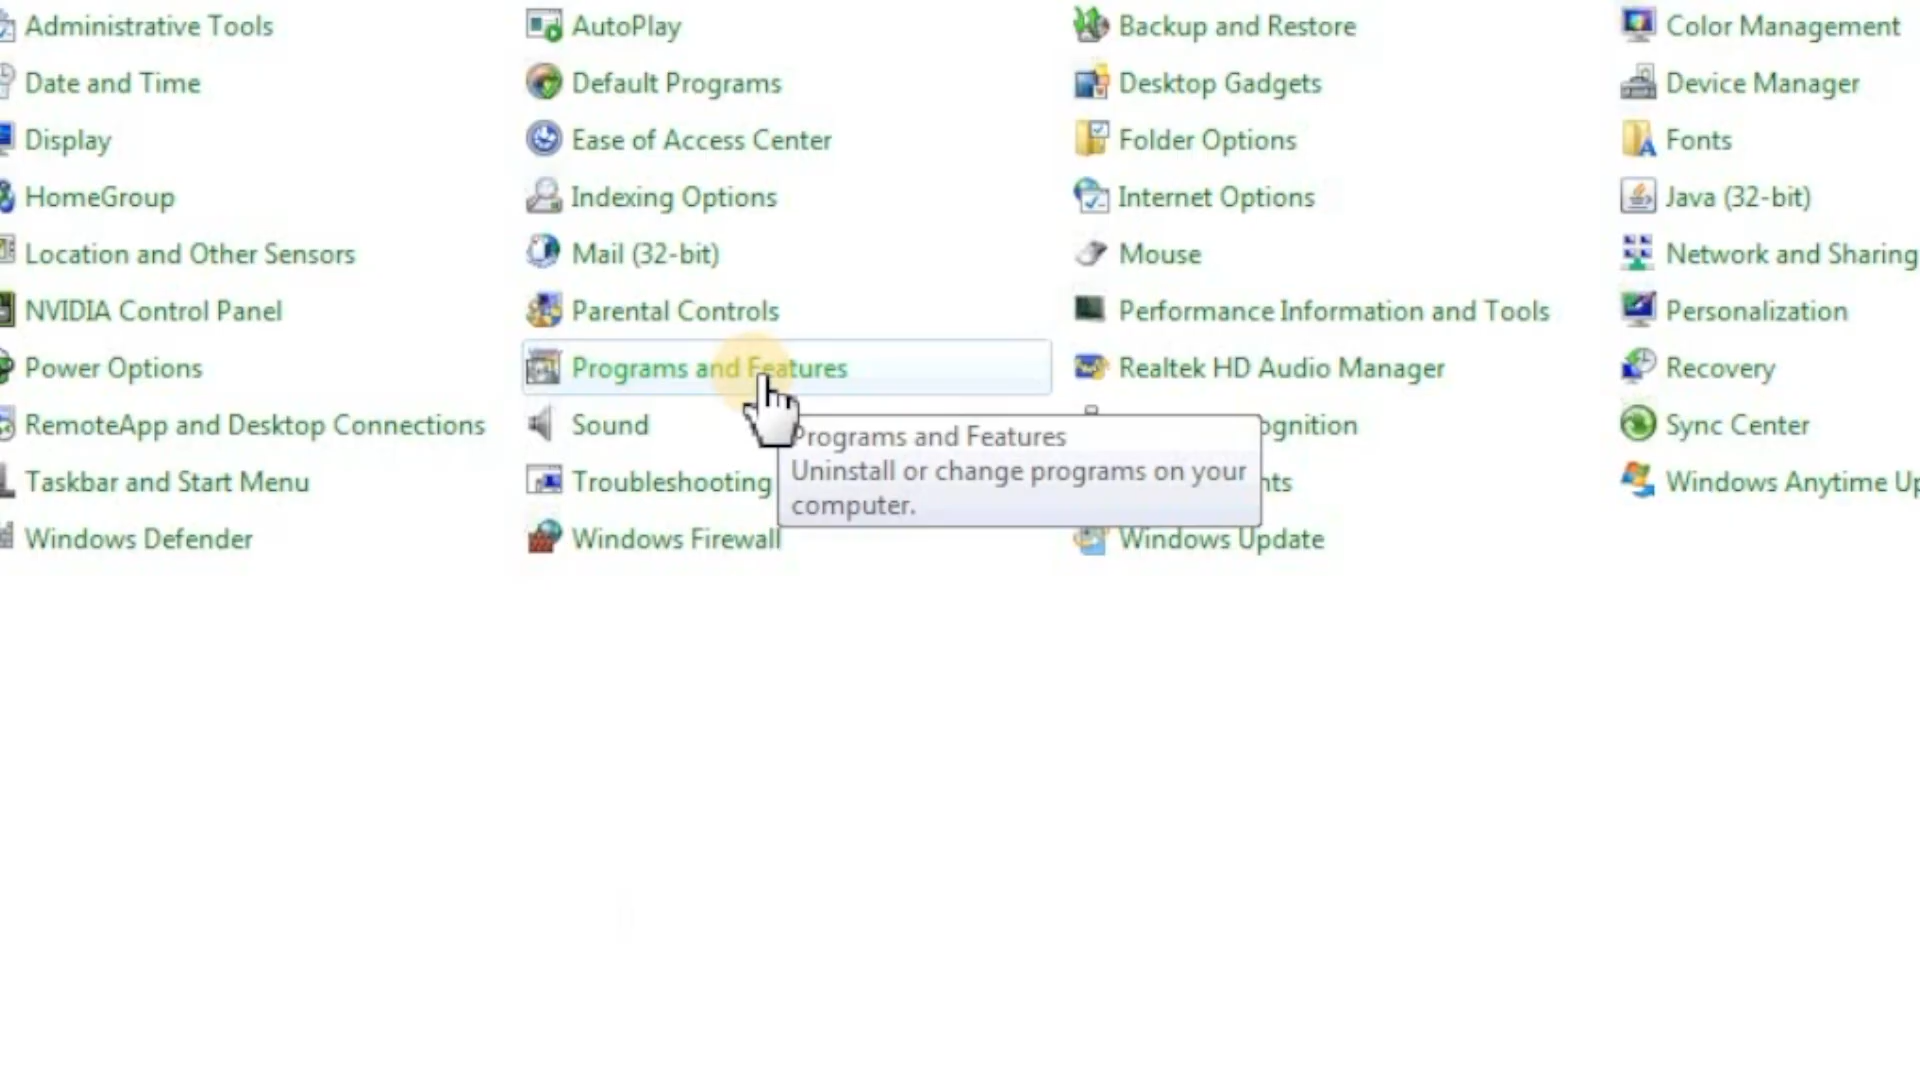 Administrative Tools
AutoPlay
Backup and Restore
Color Management
Date and Time
Default Programs
Desktop Gadgets
Device Manager
Display
Ease of Access Center
Folder Options
Fonts
HomeGroup
Indexing Options
Internet Options
Java (32-bit)
Location and Other Sensors
Mail (32-bit)
Mouse
Network and Sharing
NVIDIA Control Panel
Parental Controls
Performance Information and Tools
Personalization
Power Options
Programs and Features
Realtek HD Audio Manager
Recovery
RemoteApp and Desktop Connections
Sound
ognition
Sync Center
Programs and Features
Uninstall or change programs on your
computer.
Taskbar and Start Menu
Troubleshooting
nts
Windows Anytime Up
Windows Defender
Windows Firewall
Windows Update